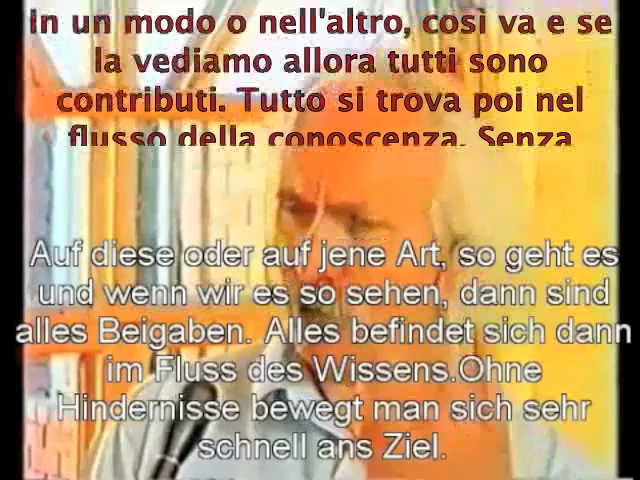 in un modo o nell'altro, così va e se
la vediamo allora tutti sono
contributi. Tutto si trova poi nel
flusso della conoscenza. Senza
Auf diese oder auf jene Art, so geht es
und wenn wir es so sehen, dann sind
alles Beigaben. Alles befindet sich dann
im Fluss des Wissens.Ohne
Hindernisse bewegt man sich sehr
schnell ans Ziel.